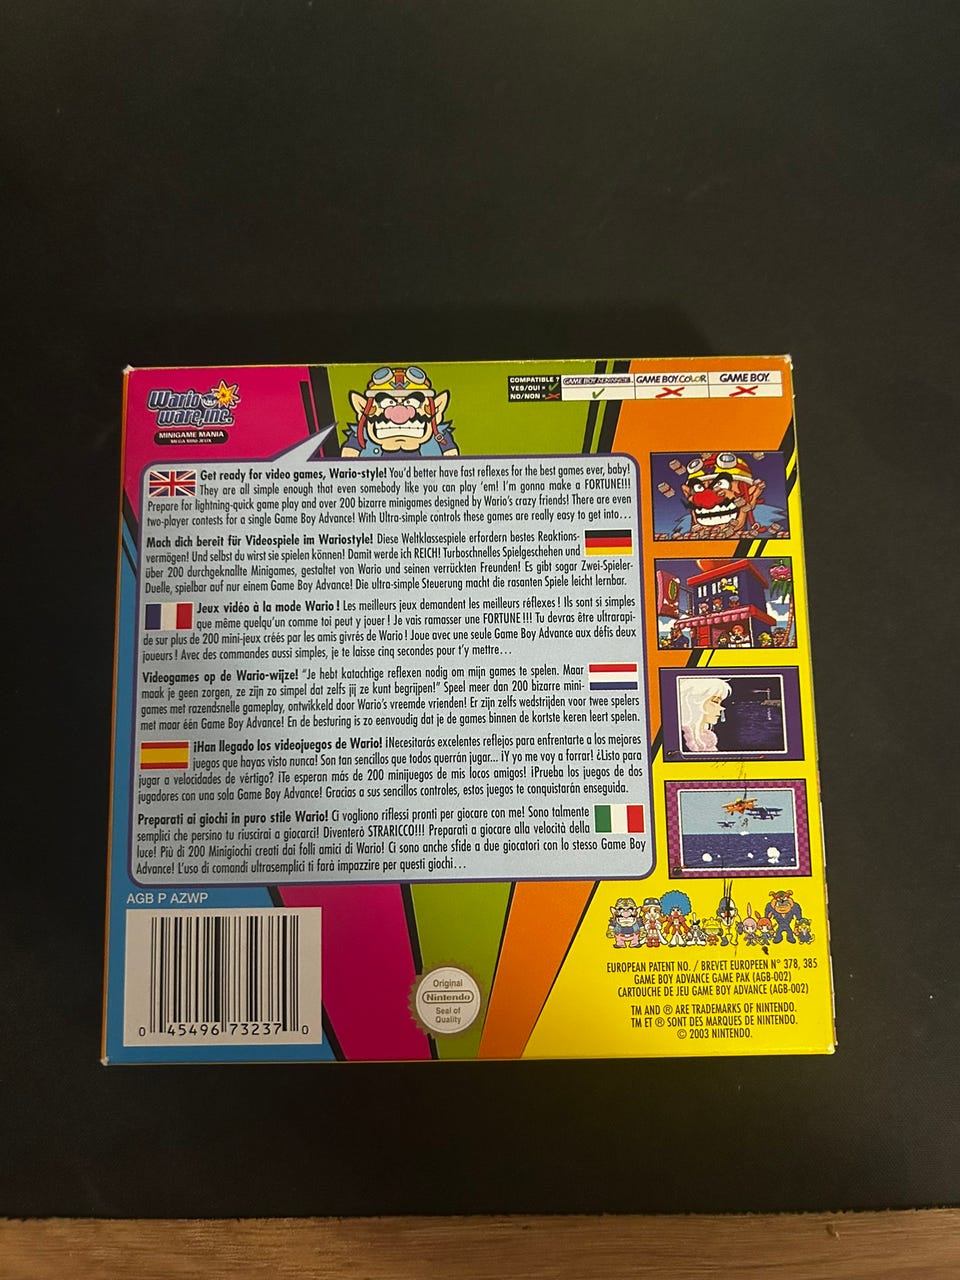 Wario
ware,Inc.
MINIGAME MANIA
MEGA MINI-JEUX
COMPATIBLE ? GAME BOY ADVANCE GAME BOY COLOR GAME BOY
YES/OUI = ✓
NO/NON = ✗
Get ready for video games, Wario-style! You'd better have fast reflexes for the best games ever, baby!
They are all simple enough that even somebody like you can play 'em! I'm gonna make a FORTUNE!!!
Prepare for lightning-quick game play and over 200 bizarre minigames designed by Wario's crazy friends! There are even
two-player contests for a single Game Boy Advance! With Ultra-simple controls these games are really easy to get into...
Mach dich bereit für Videospiele im Wariostyle! Diese Weltklassespiele erfordern bestes Reaktions-
vermögen! Und selbst du wirst sie spielen können! Damit werde ich REICH! Turboschnelles Spielgeschehen und
über 200 durchgeknallte Minigames, gestaltet von Wario und seinen verrückten Freunden! Es gibt sogar Zwei-Spieler-
Duelle, spielbar auf nur einem Game Boy Advance! Die ultra-simple Steuerung macht die rasanten Spiele leicht lernbar.
Jeux vidéo à la mode Wario ! Les meilleurs jeux demandent les meilleurs réflexes ! Ils sont si simples
que même quelqu'un comme toi peut y jouer ! Je vais ramasser une FORTUNE !!! Tu devras être ultrarapi-
de sur plus de 200 mini-jeux créés par les amis givrés de Wario ! Joue avec une seule Game Boy Advance aux défis deux
joueurs ! Avec des commandes aussi simples, je te laisse cinq secondes pour t'y mettre...
Videogames op de Wario-wijze! "Je hebt katachtige reflexen nodig om mijn games te spelen. Maar
maak je geen zorgen, ze zijn zo simpel dat zelfs jij ze kunt begrijpen!" Speel meer dan 200 bizarre mini-
games met razendsnelle gameplay, ontwikkeld door Wario's vreemde vrienden! Er zijn zelfs wedstrijden voor twee spelers
met maar één Game Boy Advance! En de besturing is zo eenvoudig dat je de games binnen de kortste keren leert spelen.
¡Han llegado los videojuegos de Wario! ¡Necesitarás excelentes reflejos para enfrentarte a los mejores
juegos que hayas visto nunca! Son tan sencillos que todos querrán jugar... ¡Y yo me voy a forrar! ¿Listo para
jugar a velocidades de vértigo? ¡Te esperan más de 200 minijuegos de mis locos amigos! ¡Prueba los juegos de dos
jugadores con una sola Game Boy Advance! Gracias a sus sencillos controles, estos juegos te conquistarán enseguida.
Preparati ai giochi in puro stile Wario! Ci vogliono riflessi pronti per giocare con me! Sono talmente
semplici che persino tu riuscirai a giocarci! Diventerò STRARICCO!!! Preparati a giocare alla velocità della
luce! Più di 200 Minigiochi creati dai folli amici di Wario! Ci sono anche sfide a due giocatori con lo stesso Game Boy
Advance! L'uso di comandi ultrasemplici ti farà impazzire per questi giochi...
AGB P AZWP
0 45496 73237 0
Original
Nintendo
Seal of
Quality
EUROPEAN PATENT NO. / BREVET EUROPEEN N° 378, 385
GAME BOY ADVANCE GAME PAK (AGB-002)
CARTOUCHE DE JEU GAME BOY ADVANCE (AGB-002)
TM AND ® ARE TRADEMARKS OF NINTENDO.
TM ET ® SONT DES MARQUES DE NINTENDO.
© 2003 NINTENDO.